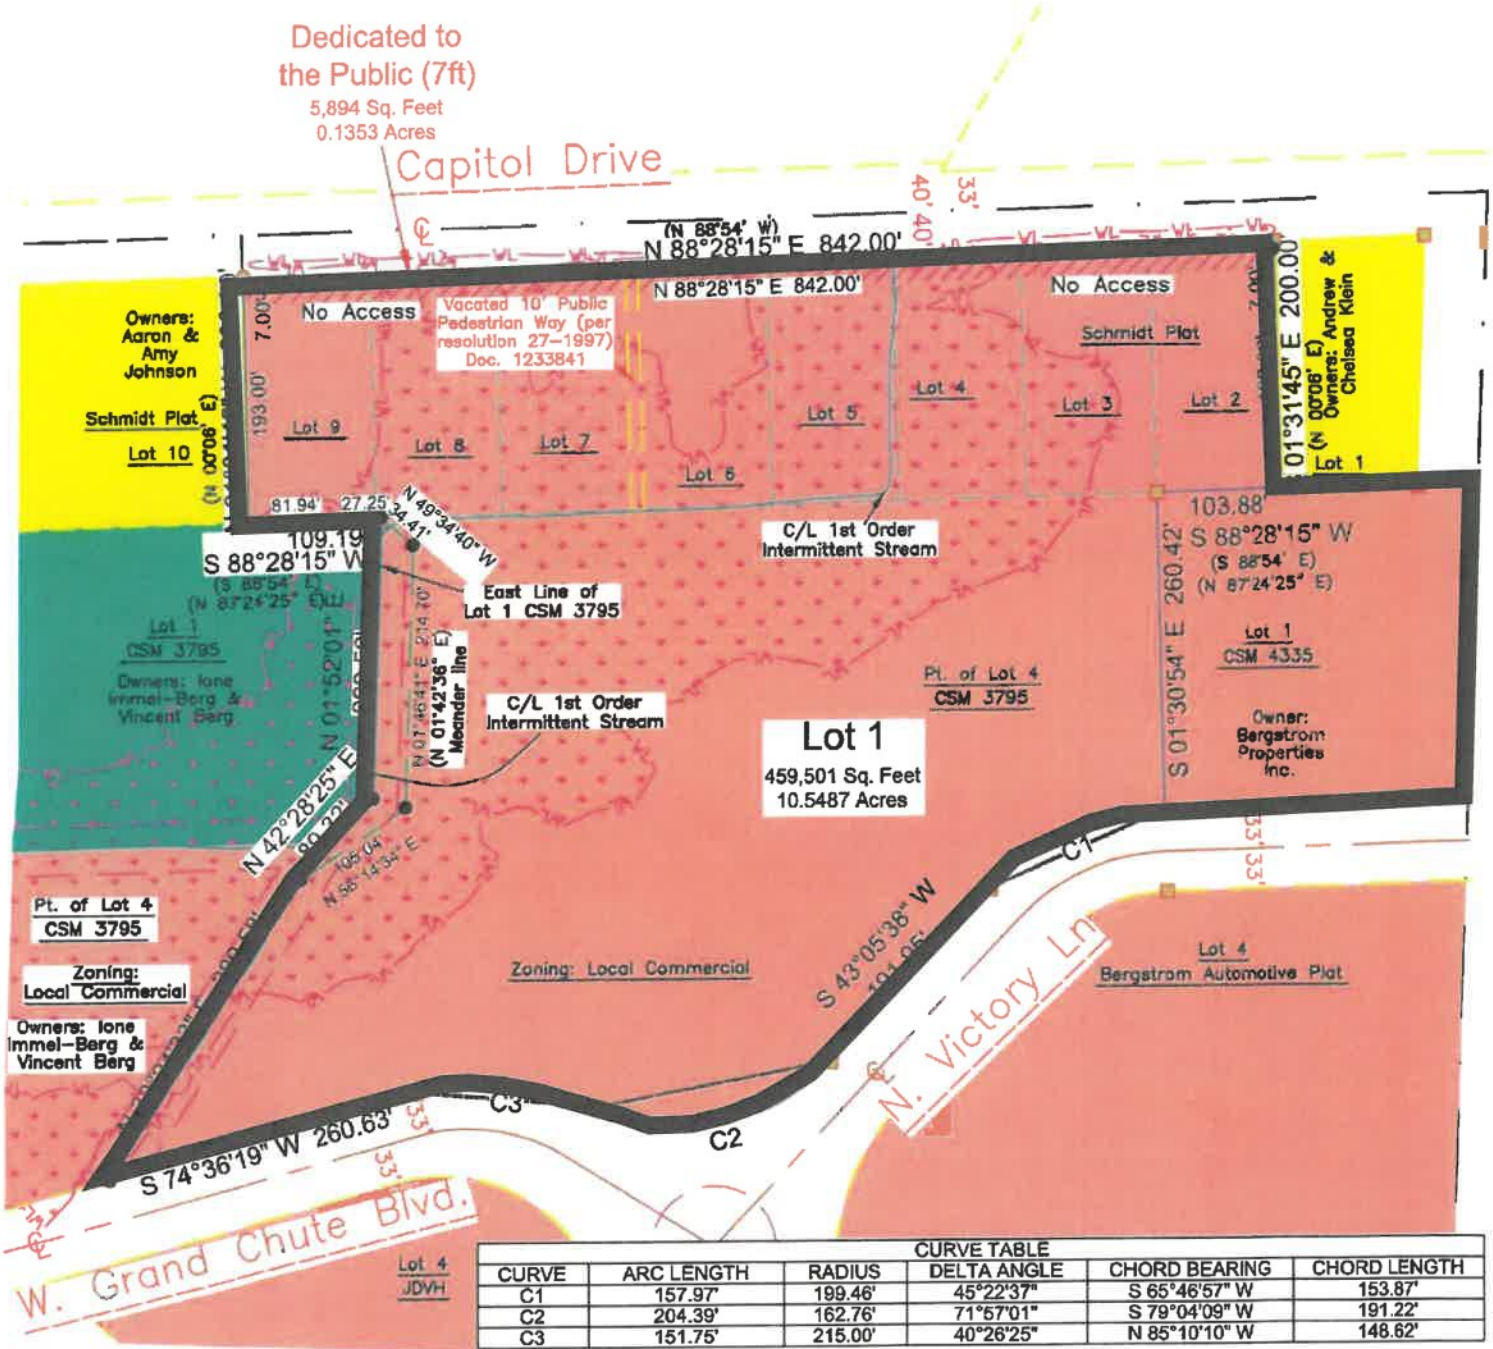 Dedicated to
the Public (7ft)
5,894 Sq. Feet
0.1353 Acres
Capitol Drive
40' 40'
33'
(N 88°54' W)
N 88°28'15" E 842.00'
N 88°28'15" E 842.00'
No Access
No Access
Vacated 10' Public
Pedestrian Way (per
resolution 27-1997)
Doc. 1233841
Schmidt Plat
Owners:
Aaron &
Amy
Johnson
Schmidt Plat
Lot 10
(N 00°06' E)
7.00'
193.00'
Lot 9
Lot 8
Lot 7
Lot 6
Lot 5
Lot 4
Lot 3
Lot 2
7.00'
01°31'45" E 200.00'
(N 00°06' E)
Owners: Andrew &
Chelsea Klein
Lot 1
81.94'
27.25'
34.41'
N 49°34'40" W
109.19'
S 88°28'15" W
(S 88°54' E)
(N 87°24'25" E)
C/L 1st Order
Intermittent Stream
103.88'
S 88°28'15" W
(S 88°54' E)
(N 87°24'25" E)
East Line of
Lot 1 CSM 3795
Lot 1
CSM 3795
Owners: Ione
Immel-Berg &
Vincent Berg
N 01°52'01" E
(N 01°42'36" E)
Meander line
C/L 1st Order
Intermittent Stream
Pt. of Lot 4
CSM 3795
S 01°30'54" E 260.42'
Lot 1
CSM 4335
Owner:
Bergstrom
Properties
Inc.
Lot 1
459,501 Sq. Feet
10.5487 Acres
N 42°28'25" E
105.04'
N 56°14'34" E
C1
33' 33'
Pt. of Lot 4
CSM 3795
Zoning:
Local Commercial
Owners: Ione
Immel-Berg &
Vincent Berg
Zoning: Local Commercial
S 43°05'38" W
191.05'
N. Victory Ln
Lot 4
Bergstrom Automotive Plat
C3
C2
33'
33'
S 74°36'19" W 260.63'
W. Grand Chute Blvd.
Lot 4
JDVH
CURVE TABLE
CURVE ARC LENGTH RADIUS DELTA ANGLE CHORD BEARING CHORD LENGTH
C1 157.97' 199.46' 45°22'37" S 65°46'57" W 153.87'
C2 204.39' 162.76' 71°57'01" S 79°04'09" W 191.22'
C3 151.75' 215.00' 40°26'25" N 85°10'10" W 148.62'